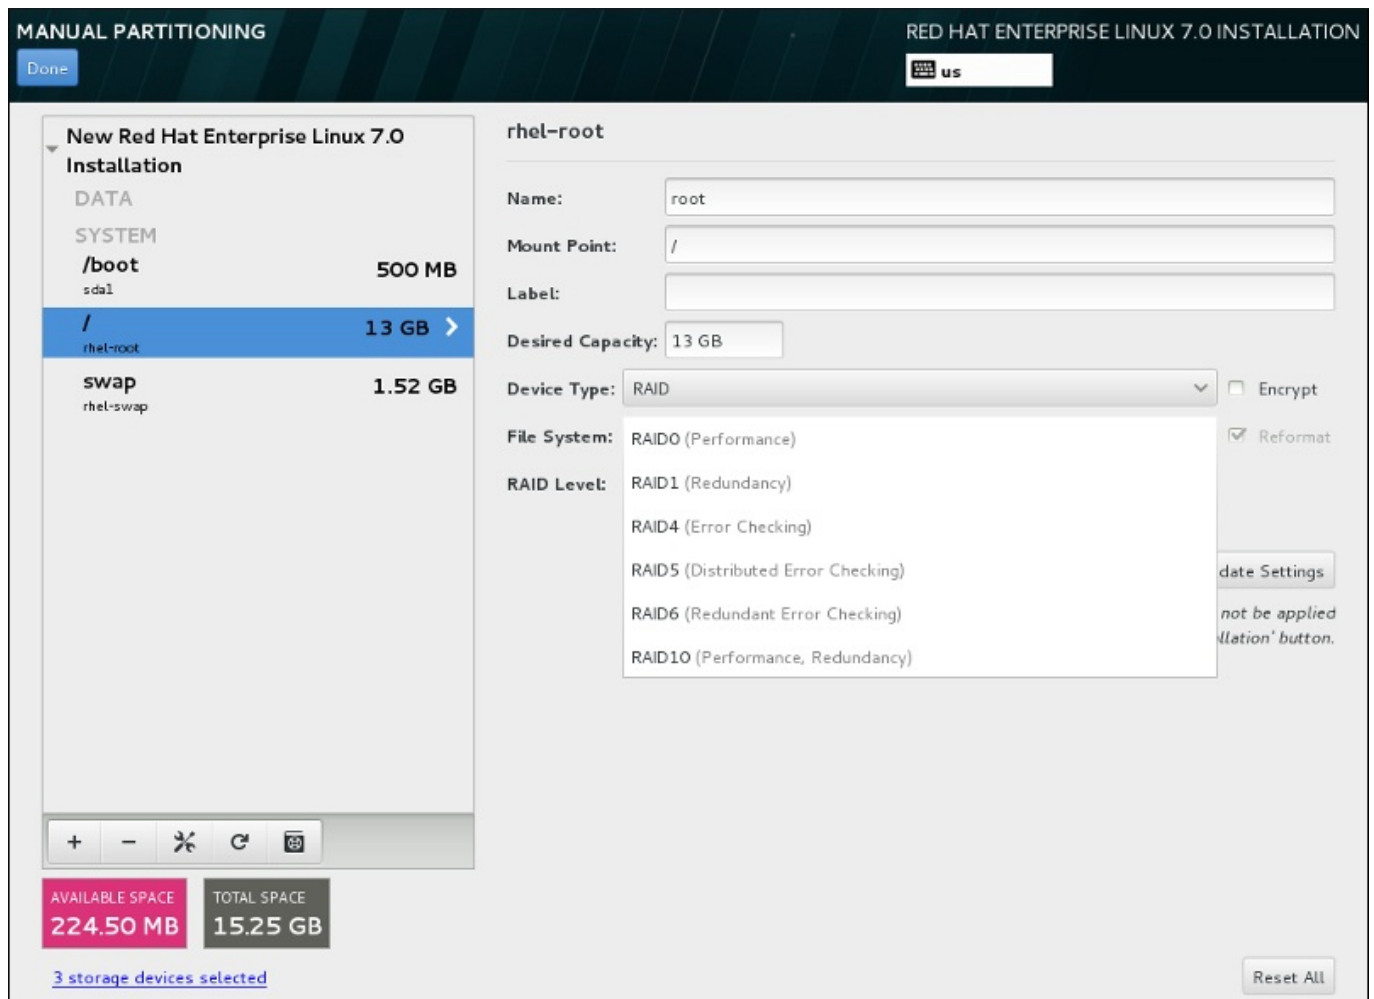 MANUAL PARTITIONING
RED HAT ENTERPRISE LINUX 7.0 INSTALLATION
Done
us
New Red Hat Enterprise Linux 7.0
Installation
DATA
SYSTEM
/boot 500 MB
sda1
/ 13 GB
rhel-root
swap 1.52 GB
rhel-swap
rhel-root
Name: root
Mount Point: /
Label:
Desired Capacity: 13 GB
Device Type: RAID Encrypt
File System: RAID0 (Performance) Reformat
RAID Level: RAID1 (Redundancy)
RAID4 (Error Checking)
RAID5 (Distributed Error Checking) date Settings
RAID6 (Redundant Error Checking) not be applied
llation' button.
RAID10 (Performance, Redundancy)
AVAILABLE SPACE
224.50 MB
TOTAL SPACE
15.25 GB
3 storage devices selected
Reset All